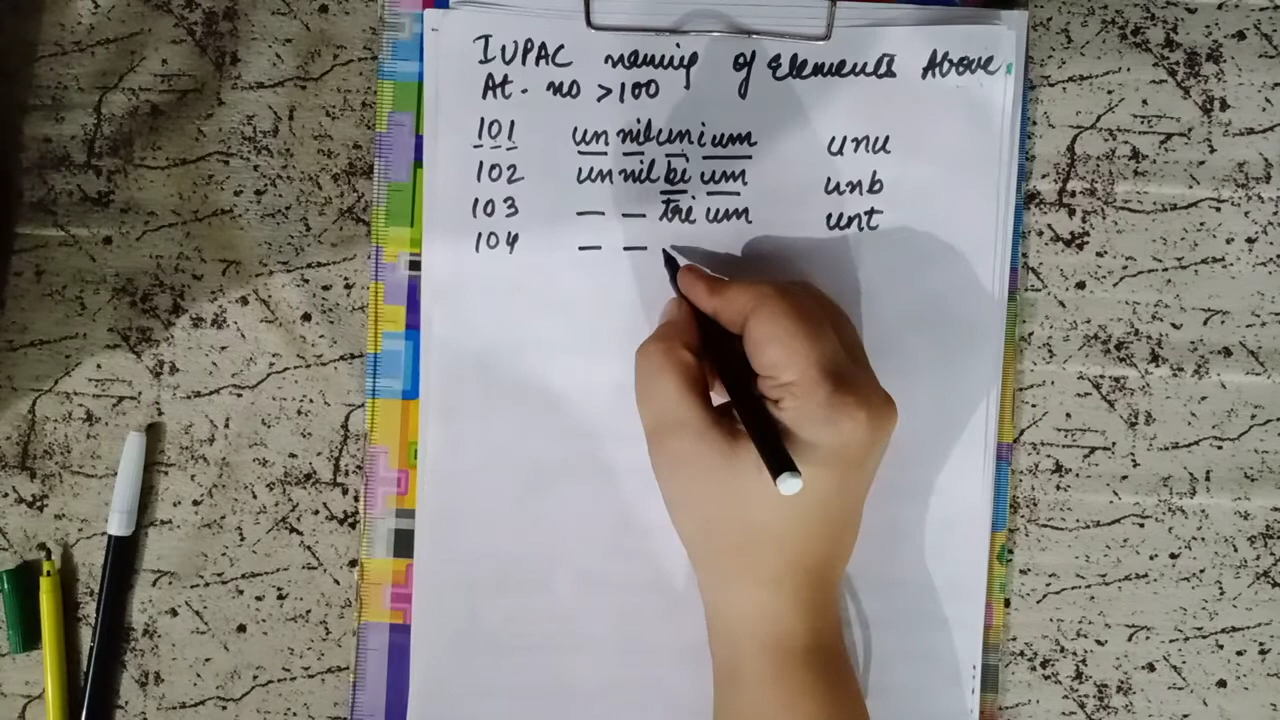 IUPAC naming of Elements Above
At. no >100
101 unnilunium unu
102 unnilbium unb
103 — — trium unt
104 — —